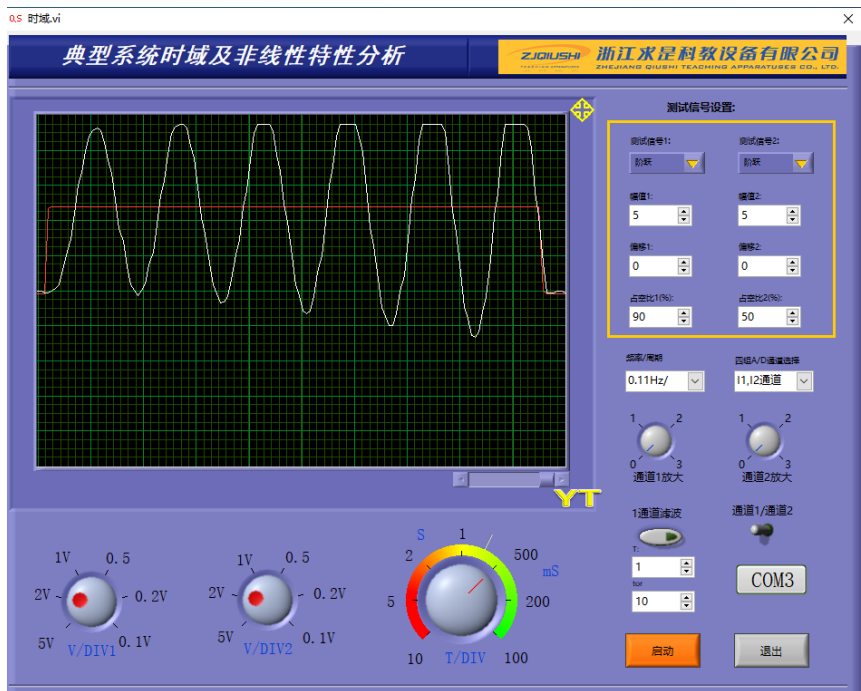 时域.vi
典型系统时域及非线性特性分析
ZJQIUSHI 浙江求是科教设备有限公司
ZHEJIANG QIUSHI TEACHING APPARATUSES CO., LTD.
测试信号设置:
测试信号1: 测试信号2:
阶跃 阶跃
幅值1: 幅值2:
5 5
偏移1: 偏移2:
0 0
占空比1(%): 占空比2(%):
90 50
频率/周期 四组A/D通道选择
0.11Hz/ I1,I2通道
1 2 1 2
0 3 0 3
通道1放大 通道2放大
YT
1通道滤波 通道1/通道2
T:
1
tor
10
COM3
启动 退出
1V 0.5
2V 0.2V
5V 0.1V
V/DIV1
1V 0.5
2V 0.2V
5V 0.1V
V/DIV2
S 1
2 500 mS
5 200
10 T/DIV 100